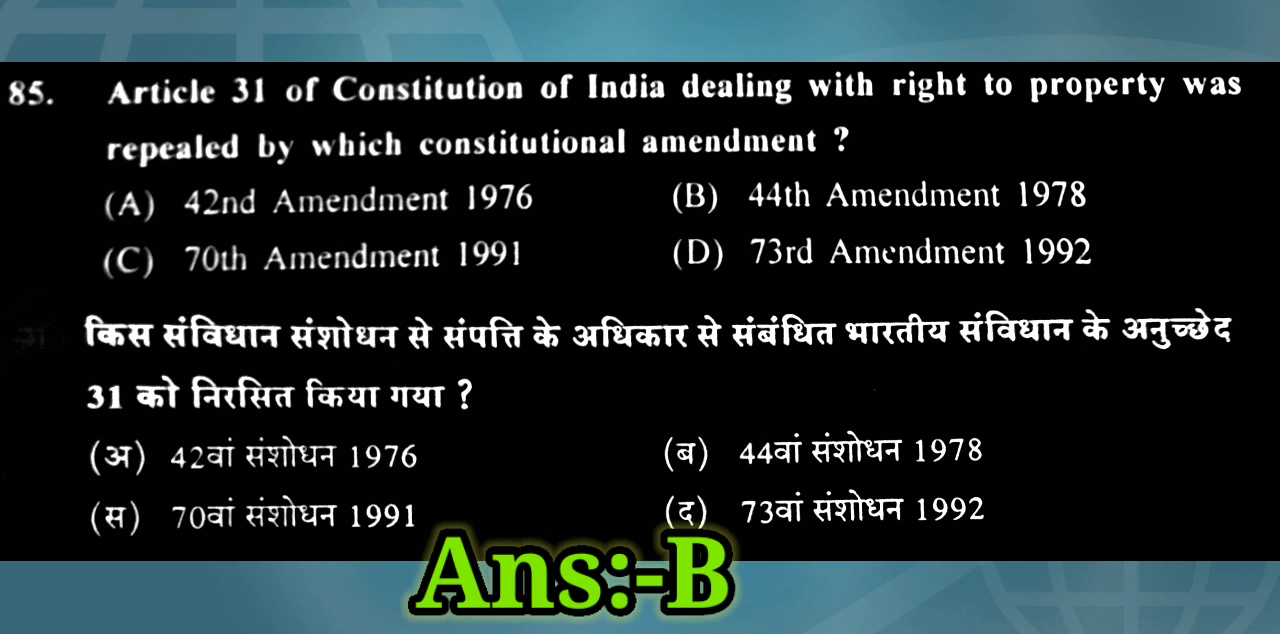 85. Article 31 of Constitution of India dealing with right to property was
repealed by which constitutional amendment ?
(A) 42nd Amendment 1976 (B) 44th Amendment 1978
(C) 70th Amendment 1991 (D) 73rd Amendment 1992
किस संविधान संशोधन से संपत्ति के अधिकार से संबंधित भारतीय संविधान के अनुच्छेद
31 को निरसित किया गया ?
(अ) 42वां संशोधन 1976 (ब) 44वां संशोधन 1978
(स) 70वां संशोधन 1991 (द) 73वां संशोधन 1992
Ans:-B